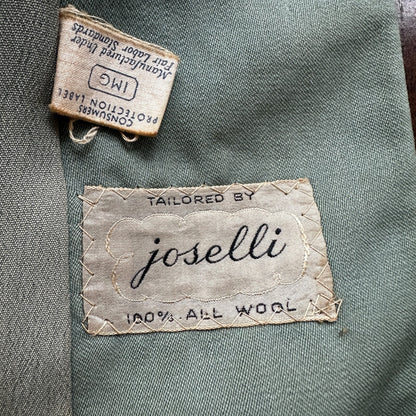 CONSUMERS
PROTECTION LABEL
IMG
Manufactured Under
Fair Labor Standards
TAILORED BY
joselli
100% ALL WOOL